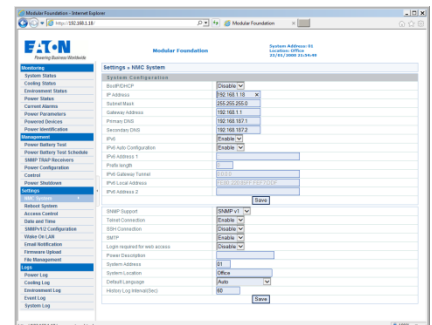 Modular Foundation - Internet Explorer
http://192.168.1.18
Modular Foundation
EATON
Powering Business Worldwide
Modular Foundation
System Address: 01
Location: Office
Monitoring
System Status
Cooling Status
Environment Status
Power Status
Current Alarms
Power Parameters
Powered Devices
Power Identification
Management
Power Battery Test
Power Battery Test Schedule
SNMP TRAP Receivers
Power Configuration
Control
Power Shutdown
Settings
NMC System
Reboot System
Access Control
Date and Time
SNMPv1/2 Configuration
Wake On LAN
Email Notification
Firmware Upload
File Management
Logs
Power Log
Cooling Log
Environment Log
Event Log
System Log
Settings » NMC System
System Configuration
BootP/DHCP Disable
IP Address 192.168.1.18
Subnet Mask 255.255.255.0
Gateway Address 192.168.1.1
Primary DNS 192.168.187.1
Secondary DNS 192.168.187.2
IPv6 Enable
IPv6 Auto Configuration Enable
IPv6 Address 1
Prefix length
IPv6 Gateway Tunnel
IPv6 Local Address
IPv6 Address 2
Save
SNMP Support SNMP v1
Telnet Connection Enable
SSH Connection Disable
SMTP Enable
Login required for web access Disable
Power Description
System Address 01
System Location Office
Default Language Auto
History Log Interval(Sec) 60
Save